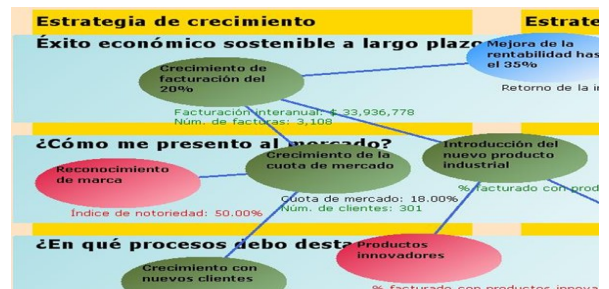 Estrategia de crecimiento
Estrate
Éxito económico sostenible a largo plazo
Mejora de la
rentabilidad has
el 35%
Crecimiento de
facturación del
20%
Retorno de la i
Facturación interanual: $ 33,936,778
Núm. de facturas: 3,108
¿Cómo me presento al mercado?
Introducción del
nuevo producto
industrial
Crecimiento de la
cuota de mercado
Reconocimiento
de marca
% facturado con prod
Cuota de mercado: 18.00%
Índice de notoriedad: 50.00%
Núm. de clientes: 301
¿En qué procesos debo desta
Productos
innovadores
Crecimiento con
nuevos clientes
% facturado con productos innova